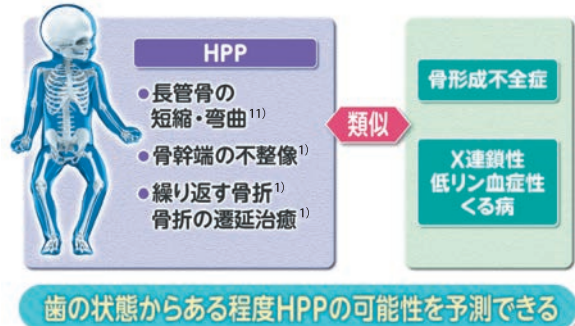 HPP
●長管骨の
短縮・弯曲11)
●骨幹端の不整像1)
●繰り返す骨折1)
骨折の遷延治癒1)
類似
骨形成不全症
X連鎖性
低リン血症性
くる病
歯の状態からある程度HPPの可能性を予測できる